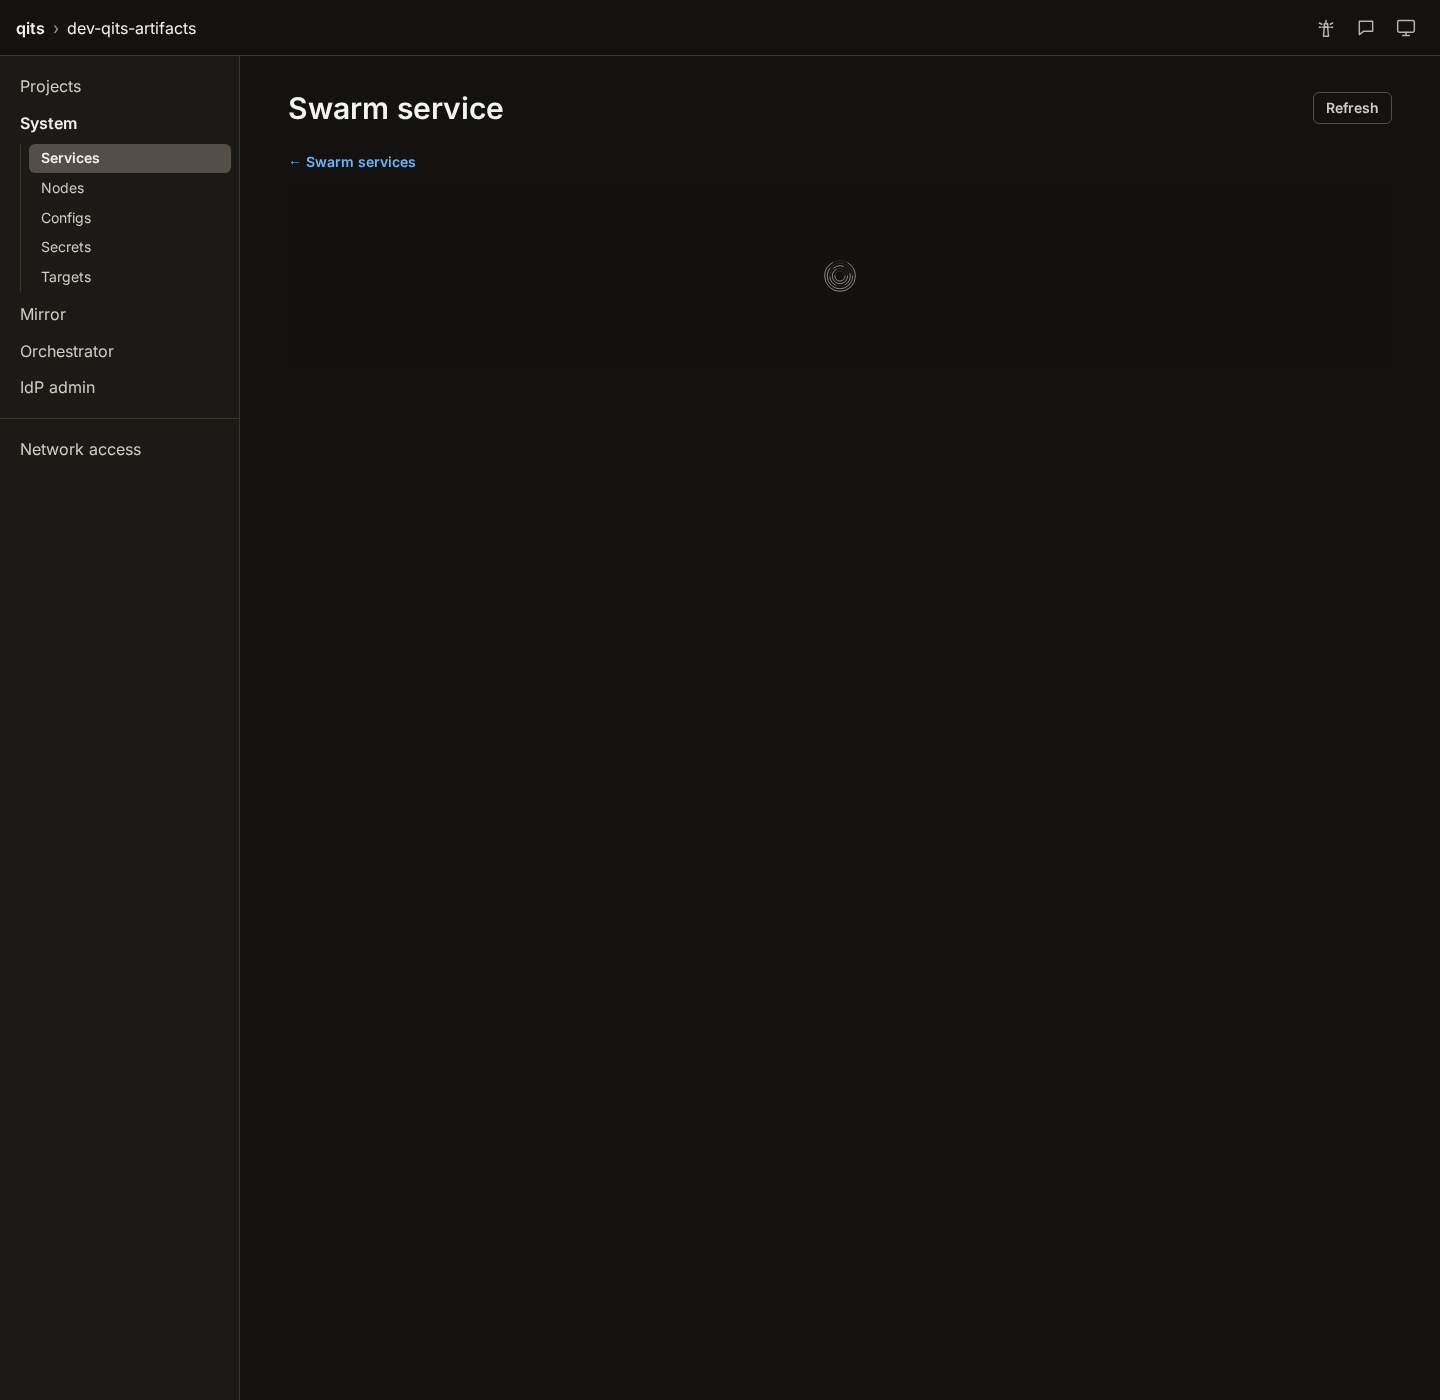 qits › dev-qits-artifacts
Projects
System
Services
Nodes
Configs
Secrets
Targets
Mirror
Orchestrator
IdP admin
Network access
Swarm service
Refresh
← Swarm services